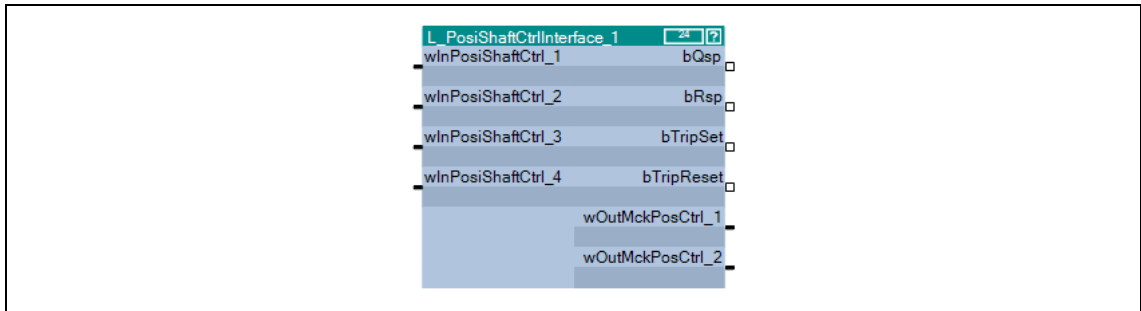 L_PosiShaftCtrlInterface_1 24 ?
wInPosiShaftCtrl_1 bQsp
wInPosiShaftCtrl_2 bRsp
wInPosiShaftCtrl_3 bTripSet
wInPosiShaftCtrl_4 bTripReset
wOutMckPosCtrl_1
wOutMckPosCtrl_2